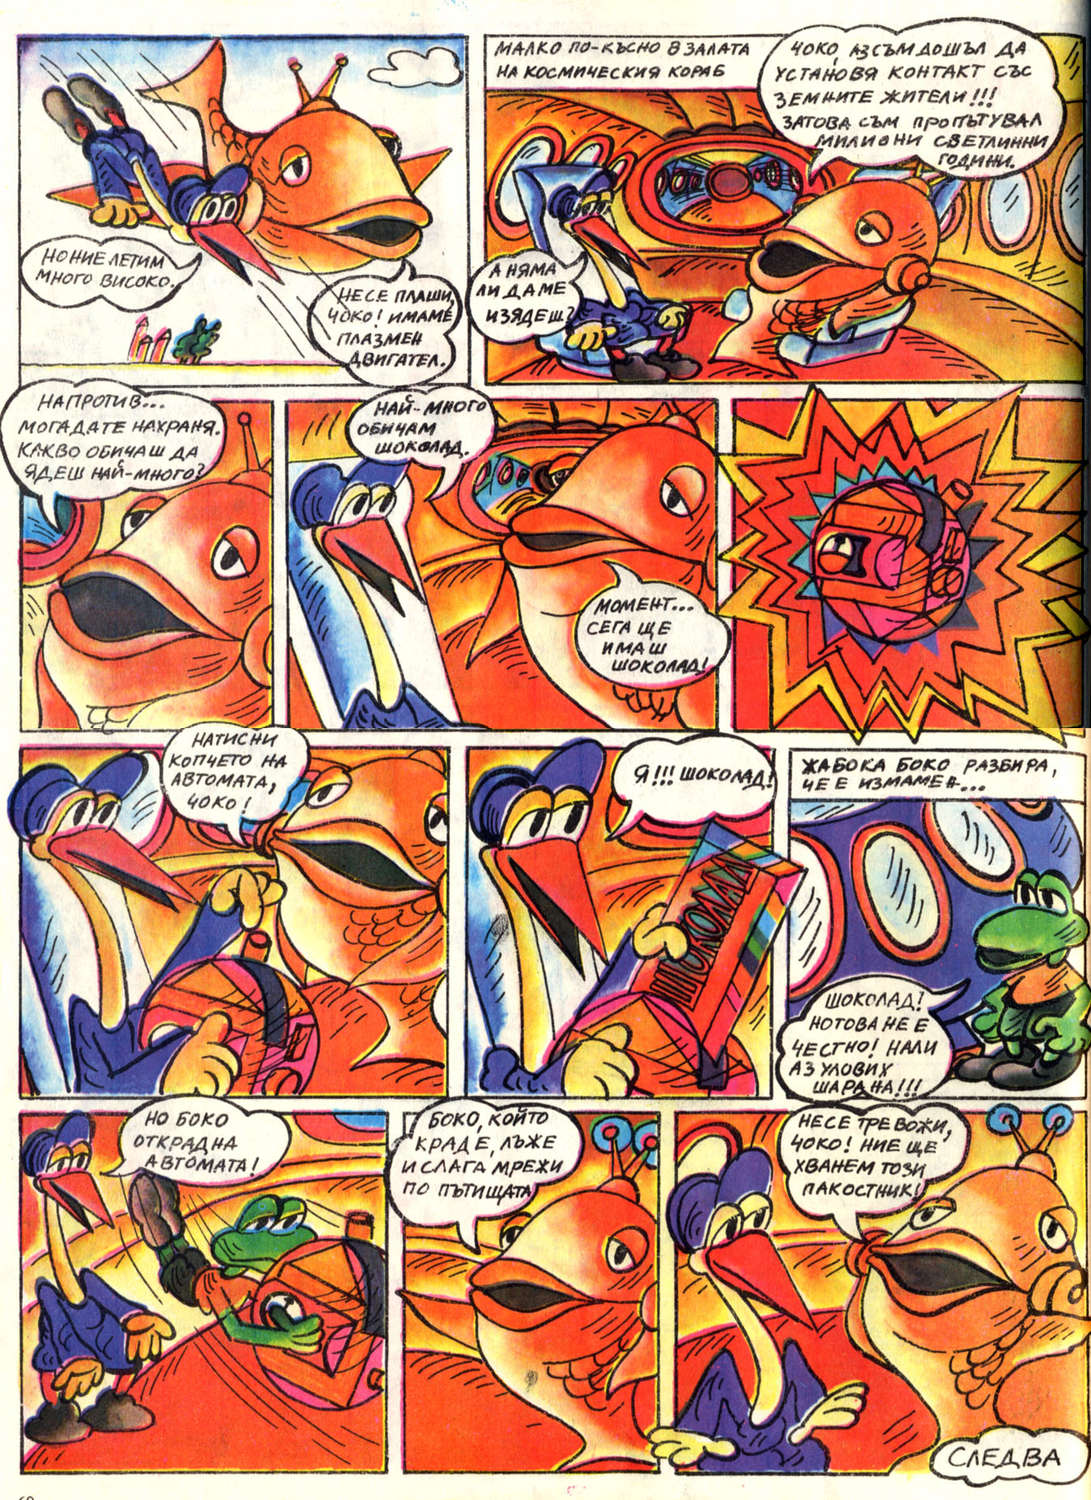 НО НИЕ ЛЕТИМ
МНОГО ВИСОКО.
НЕ СЕ ПЛАШИ,
ЧОКО! ИМАМЕ
ПЛАЗМЕН
ДВИГАТЕЛ.
МАЛКО ПО-КЪСНО В ЗАЛАТА
НА КОСМИЧЕСКИЯ КОРАБ
ЧОКО, АЗ СЪМ ДОШЪЛ ДА
УСТАНОВЯ КОНТАКТ СЪС
ЗЕМНИТЕ ЖИТЕЛИ!!!
ЗАТОВА СЪМ ПРОПЪТУВАЛ
МИЛИОНИ СВЕТЛИННИ
ГОДИНИ.
А НЯМА
ЛИ ДА МЕ
ИЗЯДЕШ?
НАПРОТИВ...
МОГА ДА ТЕ НАХРАНЯ.
КАКВО ОБИЧАШ ДА
ЯДЕШ НАЙ-МНОГО?
НАЙ-МНОГО
ОБИЧАМ
ШОКОЛАД.
МОМЕНТ...
СЕГА ЩЕ
ИМАШ
ШОКОЛАД!
НАТИСНИ
КОПЧЕТО НА
АВТОМАТА,
ЧОКО!
Я!!! ШОКОЛАД!
ШОКОЛАД
ЖАБОКА БОКО РАЗБИРА,
ЧЕ Е ИЗМАМЕН...
ШОКОЛАД!
НО ТОВА НЕ Е
ЧЕСТНО! НАЛИ
АЗ УЛОВИХ
ШАРАНА!!!
НО БОКО
ОТКРАДНА
АВТОМАТА!
БОКО, КОЙТО
КРАДЕ, ЛЪЖЕ
И СЛАГА МРЕЖИ
ПО ПЪТИЩАТА
НЕ СЕ ТРЕВОЖИ,
ЧОКО! НИЕ ЩЕ
ХВАНЕМ ТОЗИ
ПАКОСТНИК!
СЛЕДВА